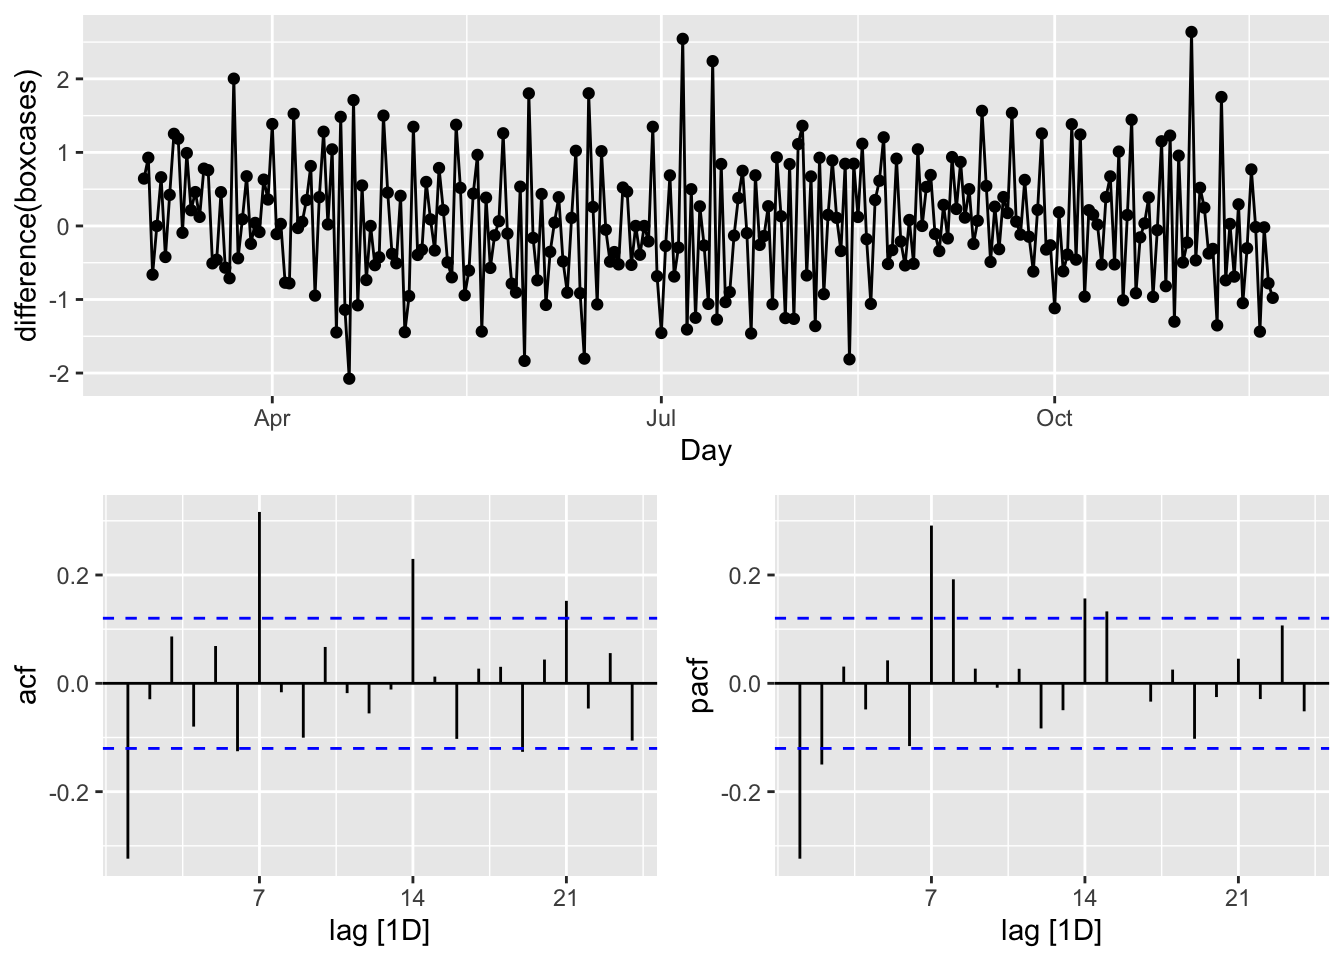 difference(boxcases)
2
1
0
-1
-2
Apr Jul Oct
Day
acf
0.2
0.0
-0.2
7 14 21
lag [1D]
pacf
0.2
0.0
-0.2
7 14 21
lag [1D]